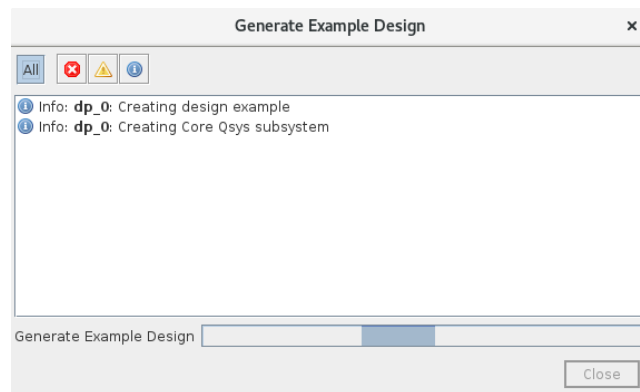 Generate Example Design
All
Info: dp_0: Creating design example
Info: dp_0: Creating Core Qsys subsystem
Generate Example Design
Close